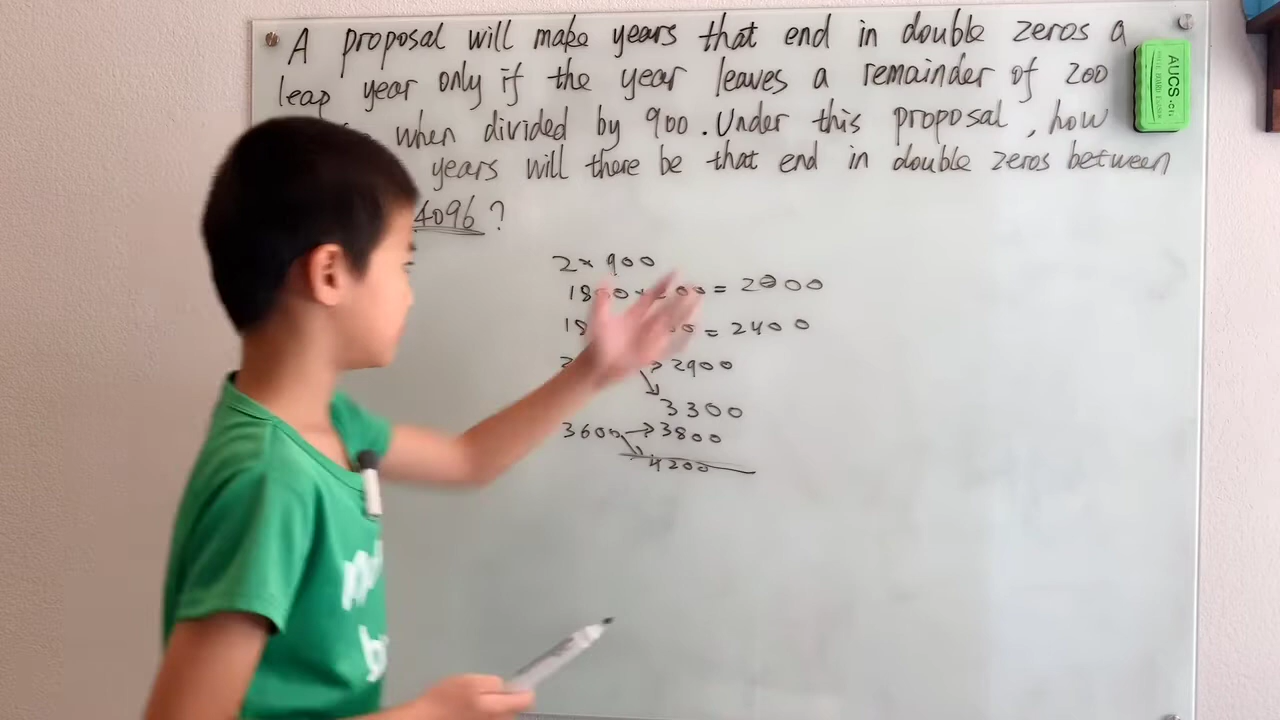 A proposal will make years that end in double zeros a
leap year only if the year leaves a remainder of 200
when divided by 900. Under this proposal, how
years will there be that end in double zeros between
4096?
2 × 900
= 2000
= 2400
→ 2900
3300
3600 → 3800
4200
AUCS.cn